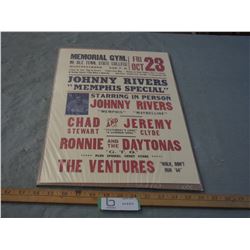 MEMORIAL GYM.
FRI
OCT 23
JOHNNY RIVERS
"MEMPHIS SPECIAL"
STARRING IN PERSON
JOHNNY RIVERS
"MEMPHIS" "MAYBELLINE"
CHAD AND JEREMY
STEWART CLYDE
RONNIE AND THE DAYTONAS
"G.T.O."
THE VENTURES
"WALK, DON'T
RUN '64"